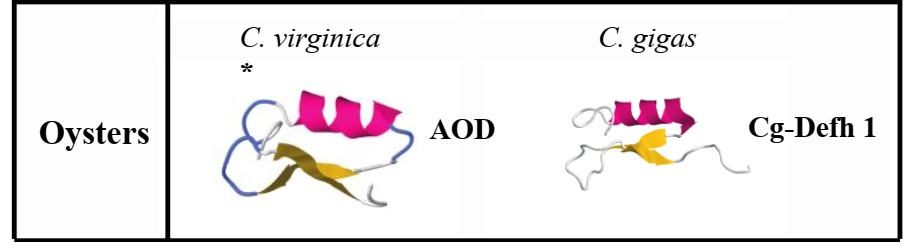 C. virginica
*
C. gigas
Oysters
AOD
Cg-Defh 1